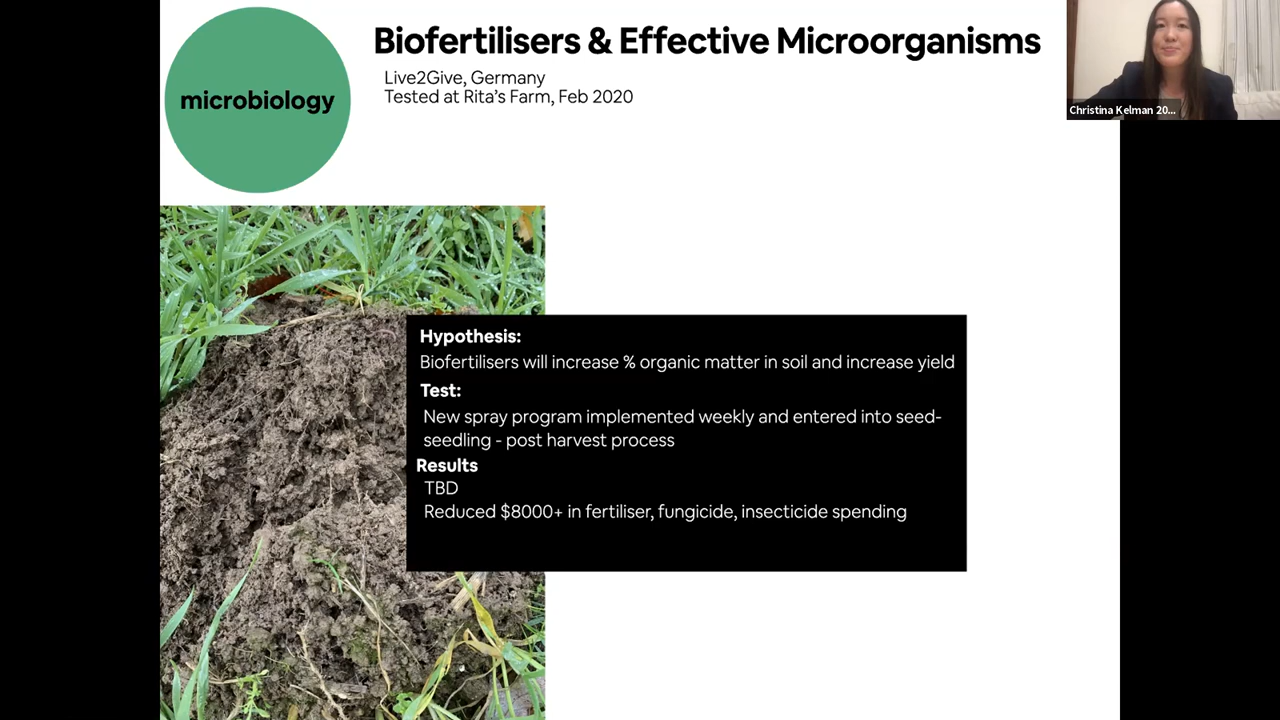 microbiology
Biofertilisers & Effective Microorganisms
Live2Give, Germany
Tested at Rita's Farm, Feb 2020
Christina Kelman 20...
Hypothesis:
Biofertilisers will increase % organic matter in soil and increase yield
Test:
New spray program implemented weekly and entered into seed-
seedling - post harvest process
Results
TBD
Reduced $8000+ in fertiliser, fungicide, insecticide spending